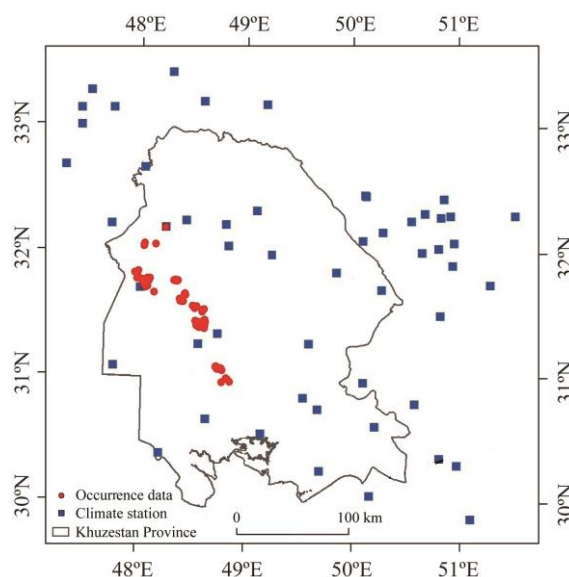 48ºE 49ºE 50ºE 51ºE
33ºN 33ºN
32ºN 32ºN
31ºN 31ºN
30ºN 30ºN
Occurrence data
Climate station
Khuzestan Province
0 100 km
48ºE 49ºE 50ºE 51ºE